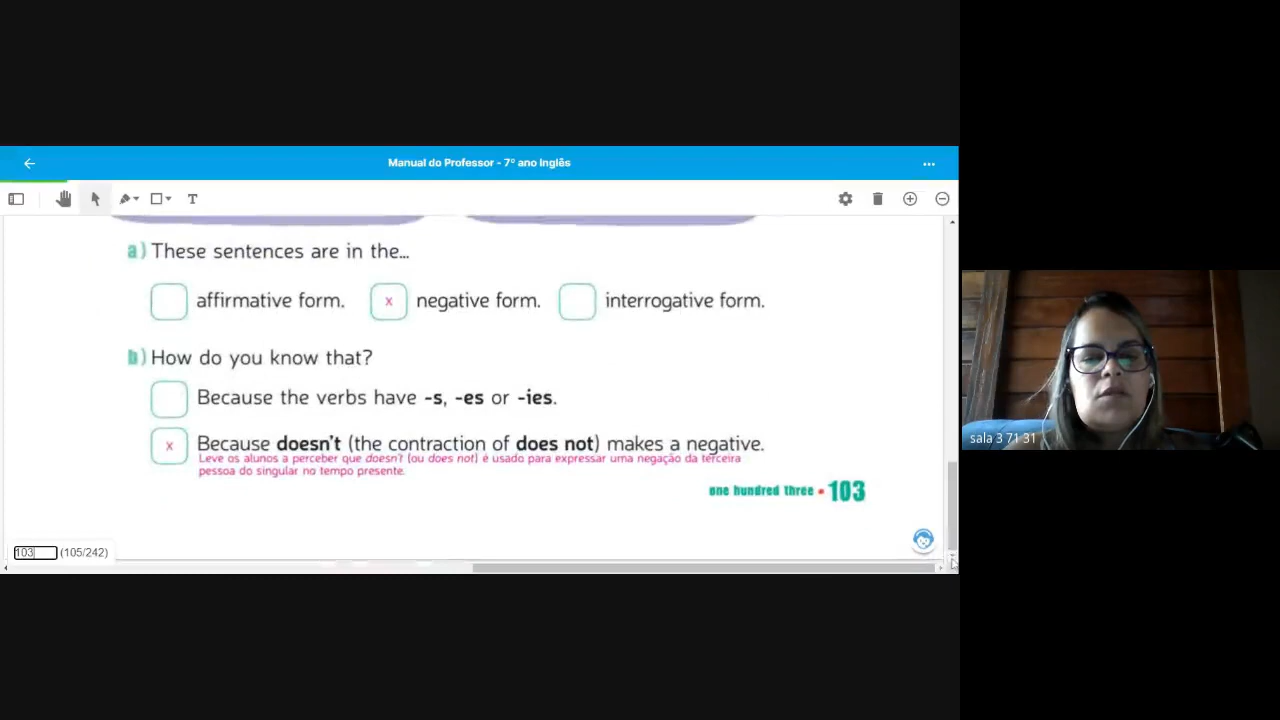 Manual do Professor - 7º ano Inglês
T
a) These sentences are in the...
affirmative form. x negative form. interrogative form.
b) How do you know that?
Because the verbs have -s, -es or -ies.
x Because doesn't (the contraction of does not) makes a negative.
Leve os alunos a perceber que doesn't (ou does not) é usado para expressar uma negação da terceira
pessoa do singular no tempo presente.
one hundred three • 103
103 (105/242)
sala 3 71 31